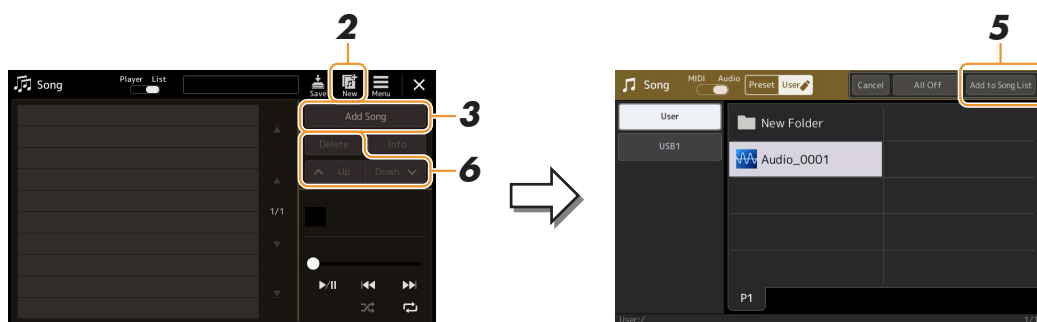 2
5
Song
Player List
Save
New
Menu
Add Song
3
Delete
Info
Up
Down
6
1/1
Song
MIDI Audio
Preset
User
Cancel
All Off
Add to Song List
User
USB1
New Folder
Audio_0001
P1
User:/
1/1